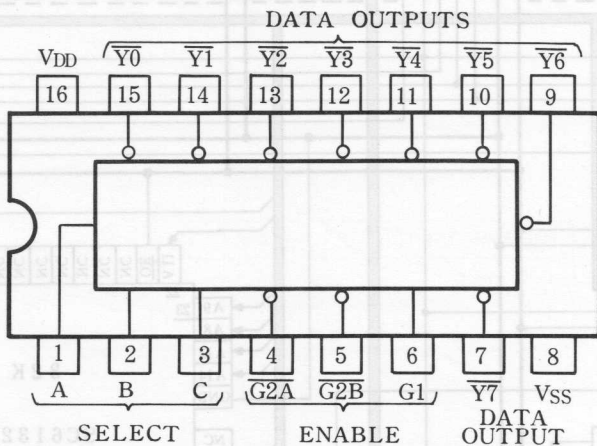 DATA OUTPUTS
VDD Y0 Y1 Y2 Y3 Y4 Y5 Y6
16 15 14 13 12 11 10 9
1 2 3 4 5 6 7 8
A B C G2A G2B G1 Y7 VSS
SELECT ENABLE DATA OUTPUT